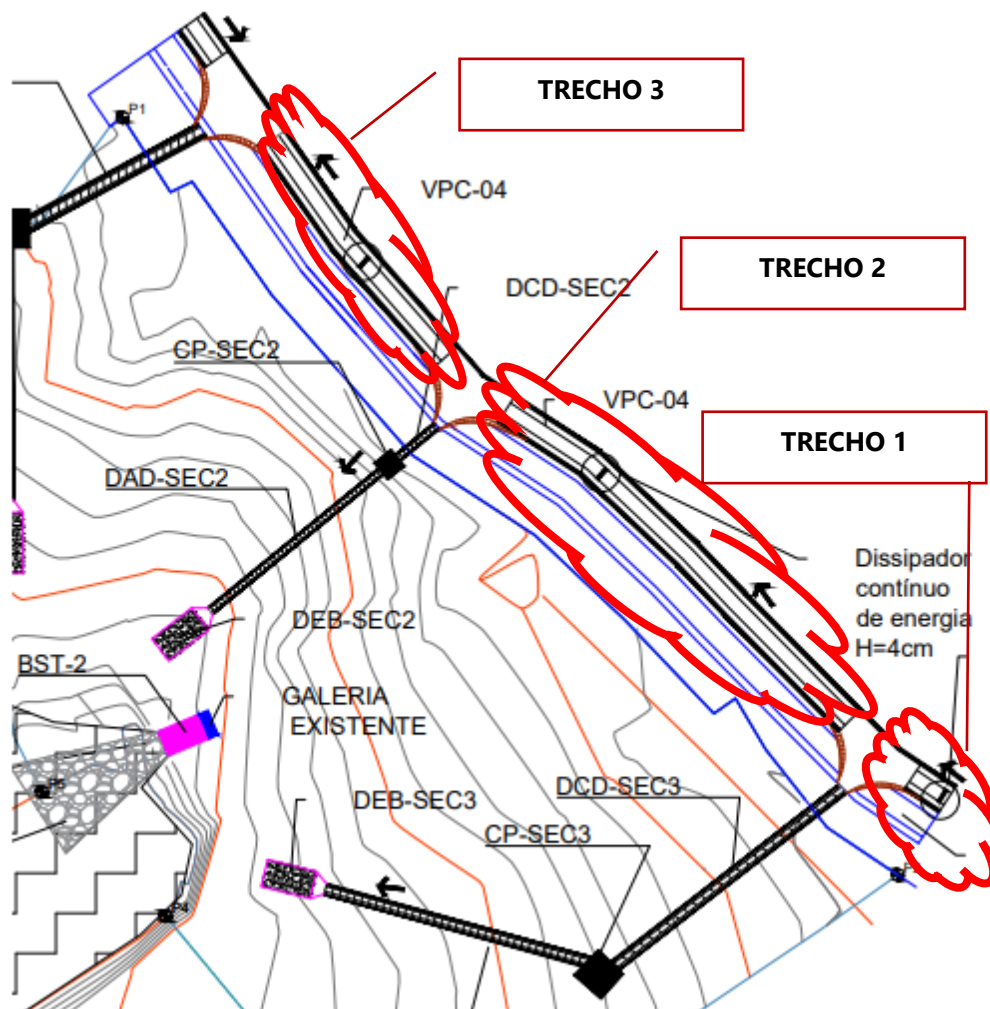 TRECHO 3
P1
VPC-04
TRECHO 2
DCD-SEC2
CP-SEC2
VPC-04
TRECHO 1
DAD-SEC2
Dissipador
contínuo
de energia
H=4cm
DEB-SEC2
BST-2
GALERIA
EXISTENTE
DEB-SEC3
DCD-SEC3
CP-SEC3
P4